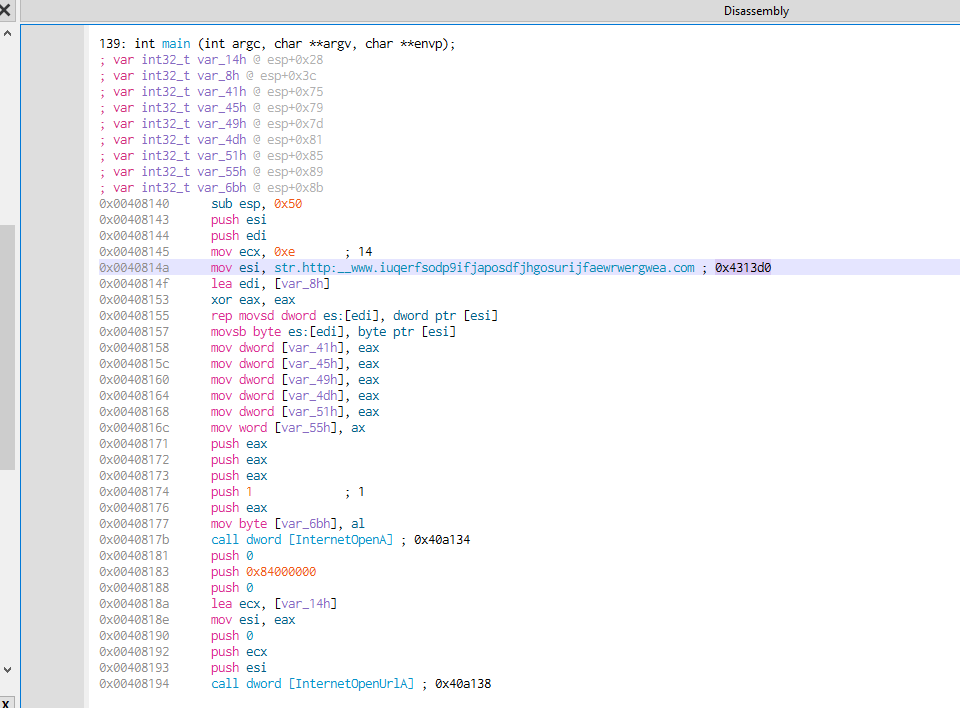 Disassembly
139: int main (int argc, char **argv, char **envp);
; var int32_t var_14h @ esp+0x28
; var int32_t var_8h @ esp+0x3c
; var int32_t var_41h @ esp+0x75
; var int32_t var_45h @ esp+0x79
; var int32_t var_49h @ esp+0x7d
; var int32_t var_4dh @ esp+0x81
; var int32_t var_51h @ esp+0x85
; var int32_t var_55h @ esp+0x89
; var int32_t var_6bh @ esp+0x8b
0x00408140 sub esp, 0x50
0x00408143 push esi
0x00408144 push edi
0x00408145 mov ecx, 0xe ; 14
0x0040814a mov esi, str.http:__www.iuqerfsodp9ifjaposdfjhgosurijfaewrwergwea.com ; 0x4313d0
0x0040814f lea edi, [var_8h]
0x00408153 xor eax, eax
0x00408155 rep movsd dword es:[edi], dword ptr [esi]
0x00408157 movsb byte es:[edi], byte ptr [esi]
0x00408158 mov dword [var_41h], eax
0x0040815c mov dword [var_45h], eax
0x00408160 mov dword [var_49h], eax
0x00408164 mov dword [var_4dh], eax
0x00408168 mov dword [var_51h], eax
0x0040816c mov word [var_55h], ax
0x00408171 push eax
0x00408172 push eax
0x00408173 push eax
0x00408174 push 1 ; 1
0x00408176 push eax
0x00408177 mov byte [var_6bh], al
0x0040817b call dword [InternetOpenA] ; 0x40a134
0x00408181 push 0
0x00408183 push 0x84000000
0x00408188 push 0
0x0040818a lea ecx, [var_14h]
0x0040818e mov esi, eax
0x00408190 push 0
0x00408192 push ecx
0x00408193 push esi
0x00408194 call dword [InternetOpenUrlA] ; 0x40a138